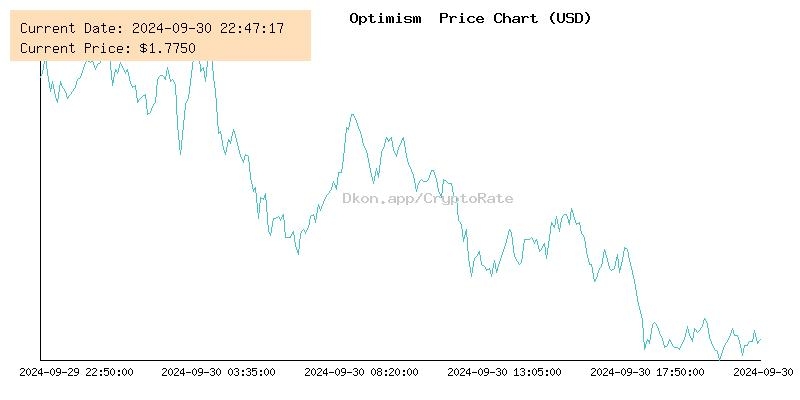 Optimism  Price Chart (USD)
Current Date: 2024-09-30 22:47:17
Current Price: $1.7750
Dkon.app/CryptoRate
2024-09-29 22:50:00 2024-09-30 03:35:00 2024-09-30 08:20:00 2024-09-30 13:05:00 2024-09-30 17:50:00 2024-09-30